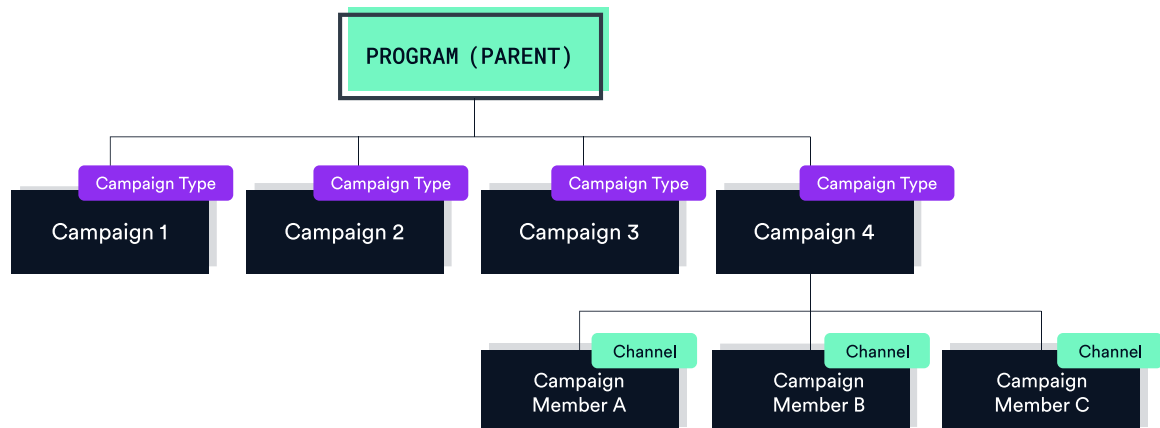 PROGRAM (PARENT)
Campaign Type
Campaign Type
Campaign Type
Campaign Type
Campaign 1
Campaign 2
Campaign 3
Campaign 4
Channel
Channel
Channel
Campaign
Member A
Campaign
Member B
Campaign
Member C